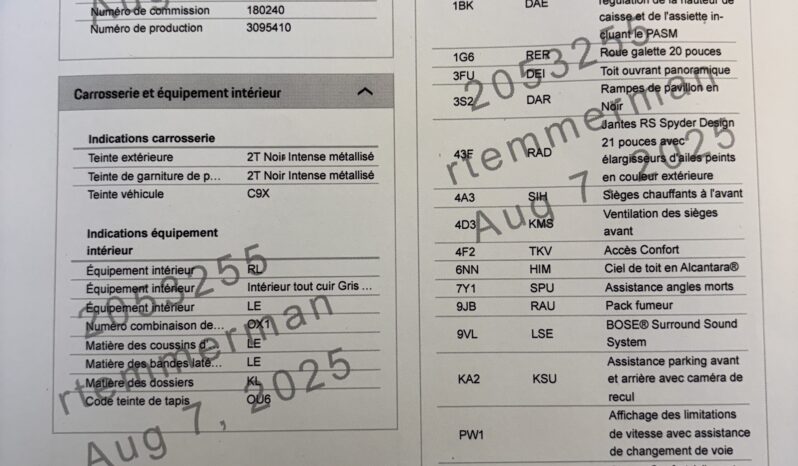 Numéro de commission 180240
Numéro de production 3095410
Carrosserie et équipement intérieur
Indications carrosserie
Teinte extérieure 2T Noir Intense métallisé
Teinte de garniture de p... 2T Noir Intense métallisé
Teinte véhicule C9X
Indications équipement
intérieur
Équipement intérieur RL
Équipement intérieur Intérieur tout cuir Gris ...
Équipement intérieur LE
Numéro combinaison de... OX1
Matière des coussins d... LE
Matière des bandes laté... LE
Matière des dossiers KL
Code teinte de tapis OU6
1BK DAE régulation de la hauteur de
caisse et de l'assiette in-
cluant le PASM
1G6 RER Roue galette 20 pouces
3FU DEI Toit ouvrant panoramique
3S2 DAR Rampes de pavillon en
Noir
43F RAD Jantes RS Spyder Design
21 pouces avec
élargisseurs d'ailes peints
en couleur extérieure
4A3 SIH Sièges chauffants à l'avant
4D3 KMS Ventilation des sièges
avant
4F2 TKV Accès Confort
6NN HIM Ciel de toit en Alcantara®
7Y1 SPU Assistance angles morts
9JB RAU Pack fumeur
9VL LSE BOSE® Surround Sound
System
KA2 KSU Assistance parking avant
et arrière avec caméra de
recul
PW1 Affichage des limitations
de vitesse avec assistance
de changement de voie
2053255
rtemmerman
Aug 7, 2025
2053255
rtemmerman
Aug 7, 2025